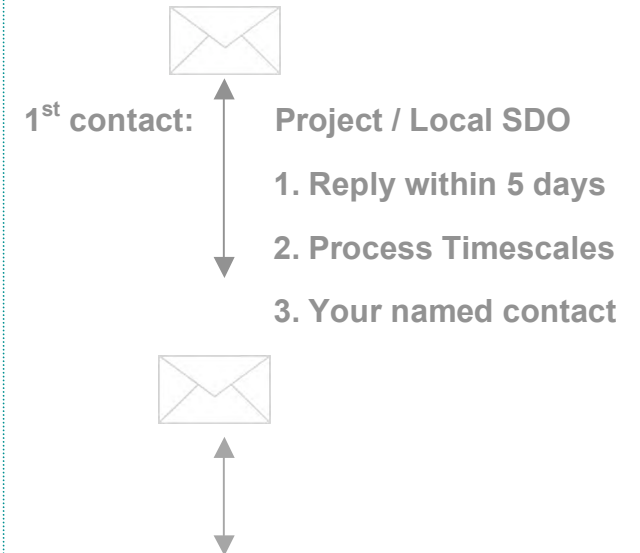 1st contact: Project / Local SDO
1. Reply within 5 days
2. Process Timescales
3. Your named contact